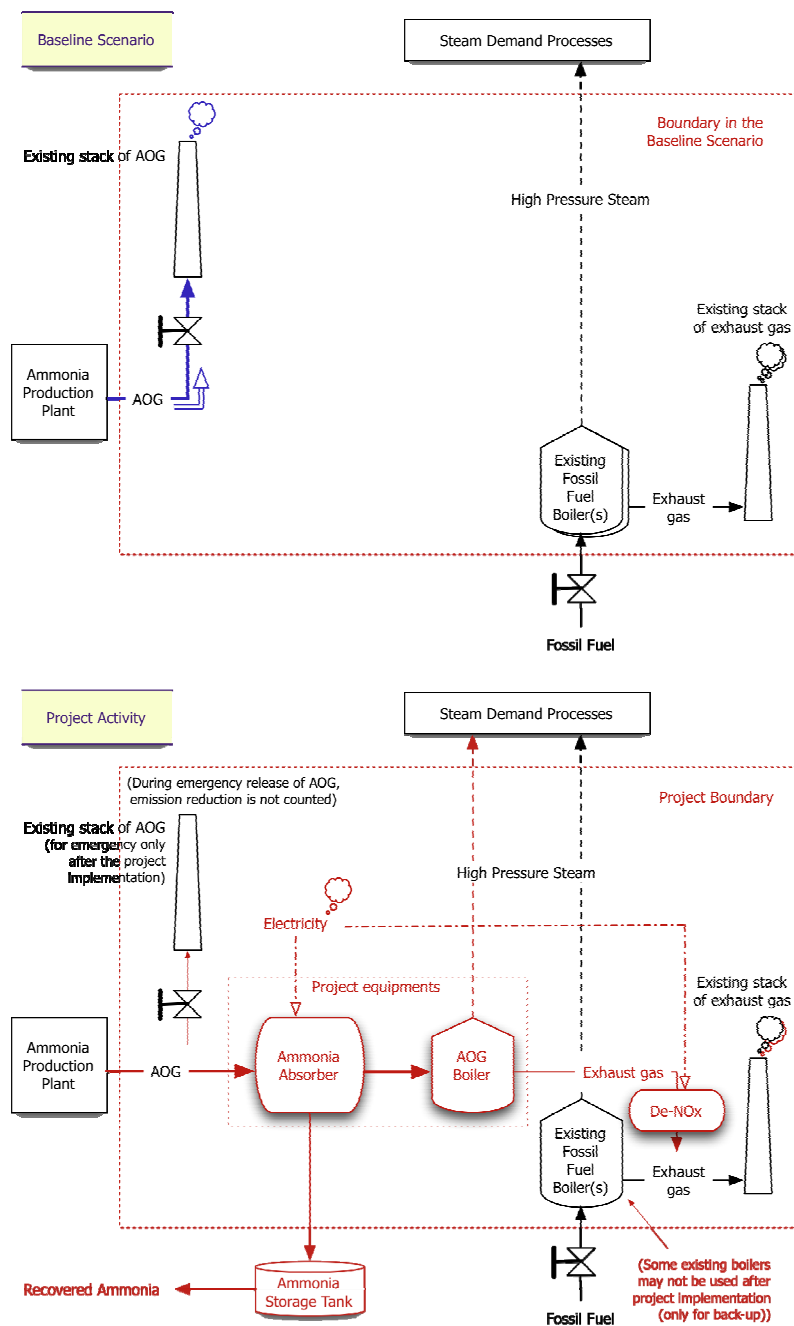 Baseline Scenario
Steam Demand Processes
Boundary in the
Baseline Scenario
Existing stack of AOG
High Pressure Steam
Existing stack
of exhaust gas
Ammonia
Production
Plant
AOG
Existing
Fossil
Fuel
Boiler(s)
Exhaust
gas
Fossil Fuel
Project Activity
Steam Demand Processes
(During emergency release of AOG,
emission reduction is not counted)
Project Boundary
Existing stack of AOG
(for emergency only
after the project
Implementation)
High Pressure Steam
Electricity
Project equipments
Existing stack
of exhaust gas
Ammonia
Production
Plant
AOG
Ammonia
Absorber
AOG
Boiler
Exhaust gas
De-NOx
Existing
Fossil
Fuel
Boiler(s)
Exhaust
gas
Recovered Ammonia
Ammonia
Storage Tank
Fossil Fuel
(Some existing boilers
may not be used after
project Implementation
(only for back-up))